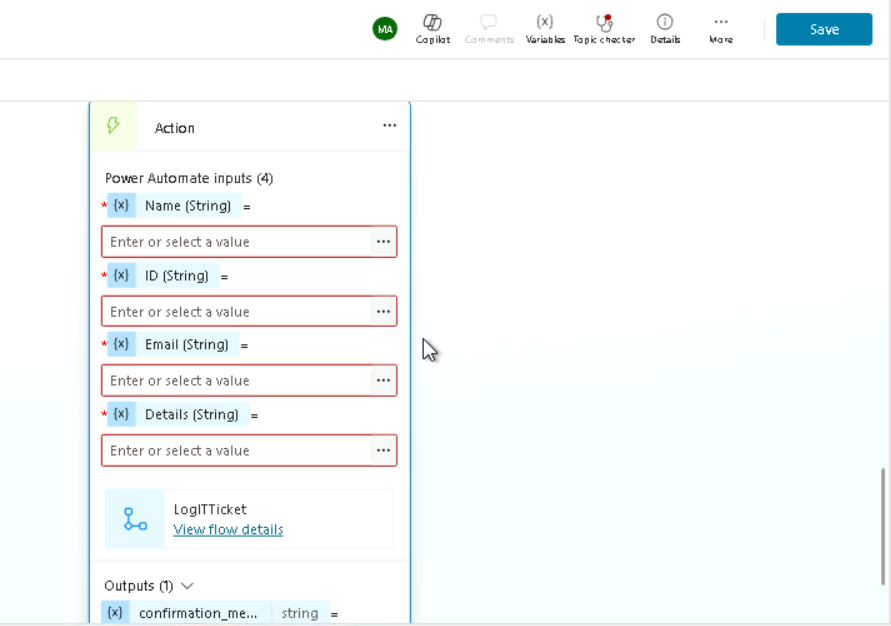 MA Copilot Comments {x} Variables Topic checker Details More Save
Action
Power Automate inputs (4)
* {x} Name (String) =
Enter or select a value
* {x} ID (String) =
Enter or select a value
* {x} Email (String) =
Enter or select a value
* {x} Details (String) =
Enter or select a value
LogITTicket
View flow details
Outputs (1)
{x} confirmation_me... string =